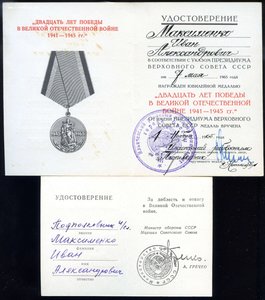 „ДВАДЦАТЬ ЛЕТ ПОБЕДЫ
В ВЕЛИКОЙ ОТЕЧЕСТВЕННОЙ ВОЙНЕ
1941—1945 гг."
УДОСТОВЕРЕНИЕ
Максименко
Иван
Александрович
В СООТВЕТСТВИИ С УКАЗОМ ПРЕЗИДИУМА
ВЕРХОВНОГО СОВЕТА СССР
от 7 мая 1965 года
НАГРАЖДЕН ЮБИЛЕЙНОЙ МЕДАЛЬЮ
„ДВАДЦАТЬ ЛЕТ ПОБЕДЫ
В ВЕЛИКОЙ ОТЕЧЕСТВЕННОЙ
ВОЙНЕ 1941—1945 гг."
ОТ ИМЕНИ ПРЕЗИДИУМА ВЕРХОВНОГО
СОВЕТА СССР МЕДАЛЬ ВРУЧЕНА
УДОСТОВЕРЕНИЕ
Подполковник
Максименко
Иван
Александрович
За доблесть и отвагу
в Великой Отечественной
войне.
Министр обороны СССР
Маршал Советского Союза
А. ГРЕЧКО